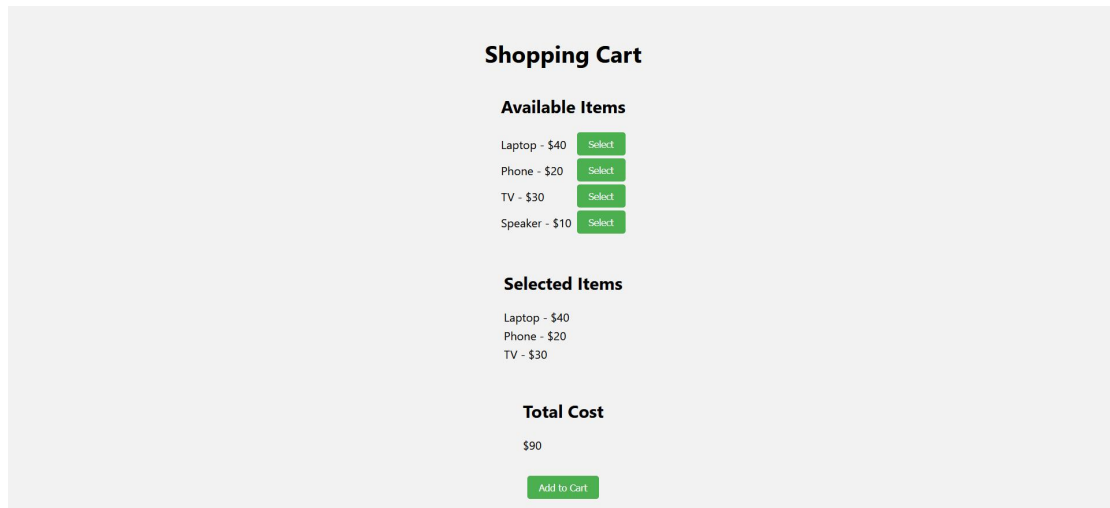 Shopping Cart
Available Items
Laptop - $40 Select
Phone - $20 Select
TV - $30 Select
Speaker - $10 Select
Selected Items
Laptop - $40
Phone - $20
TV - $30
Total Cost
$90
Add to Cart